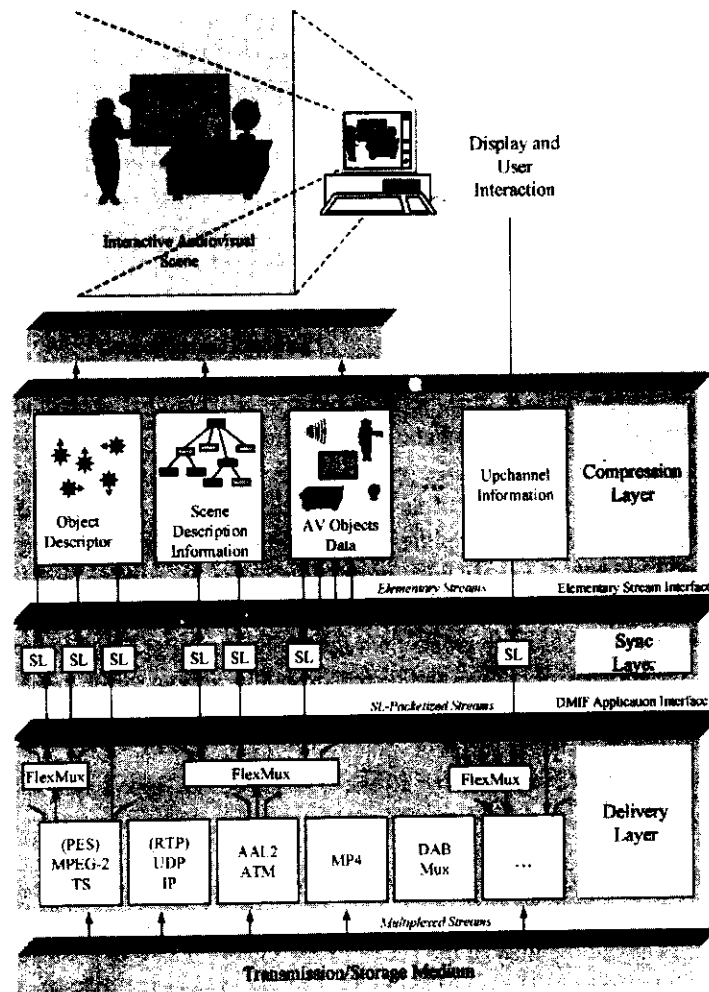 Display and
User
Interaction
Interactive Audiovisual
Scene
Object
Descriptor
Scene
Description
Information
AV Objects
Data
...
Upchannel
Information
Compression
Layer
Elementary Streams
Elementary Stream Interface
SL
SL
SL
SL
SL
SL
SL
Sync
Layer
SL-Packetized Streams
DMIF Application Interface
FlexMux
FlexMux
FlexMux
(PES)
MPEG-2
TS
(RTP)
UDP
IP
AAL2
ATM
MP4
DAB
Mux
...
Delivery
Layer
Multiplexed Streams
Transmission/Storage Medium